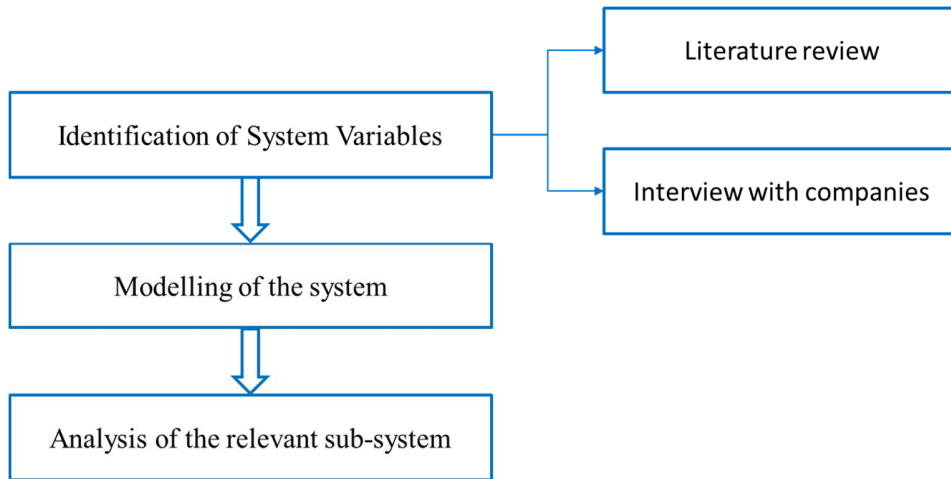 Literature review
Identification of System Variables
Interview with companies
Modelling of the system
Analysis of the relevant sub-system